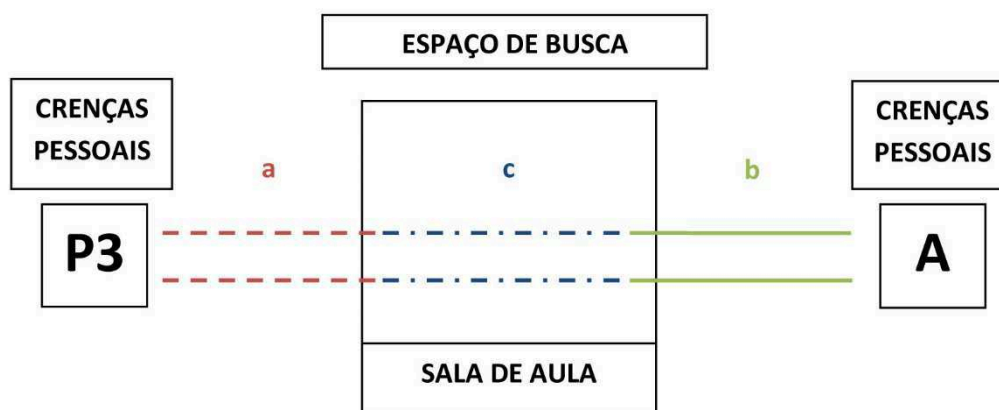 ESPAÇO DE BUSCA
CRENÇAS
PESSOAIS
CRENÇAS
PESSOAIS
a
c
b
P3
A
SALA DE AULA